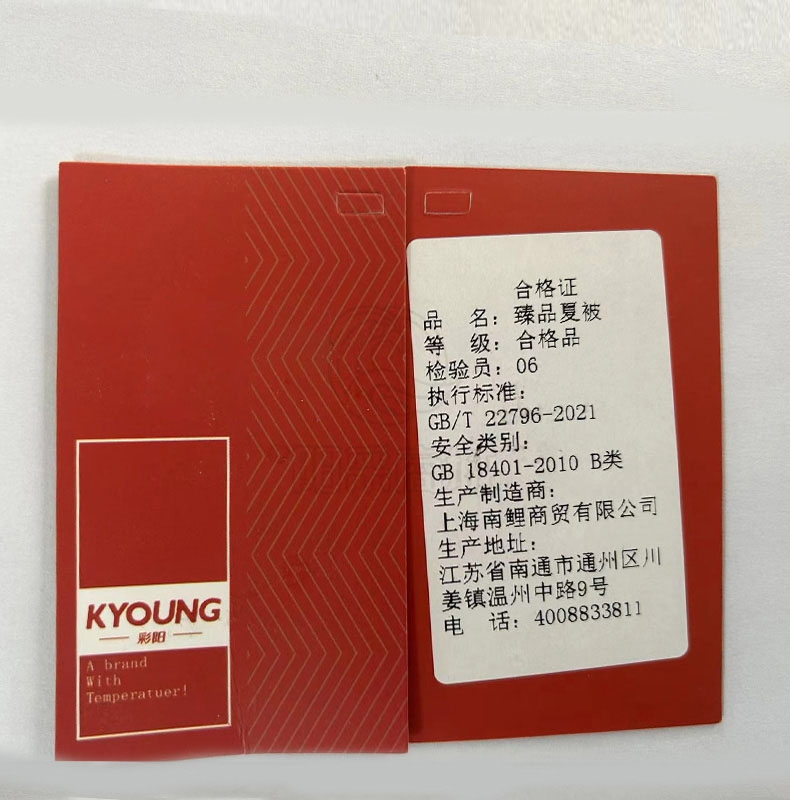 KYOUNG
彩阳
A brand
With
Temperatuer!
合格证
品 名：臻品夏被
等 级：合格品
检验员：06
执行标准：
GB/T 22796-2021
安全类别：
GB 18401-2010 B类
生产制造商：
上海南鲤商贸有限公司
生产地址：
江苏省南通市通州区川
姜镇温州中路9号
电 话：4008833811